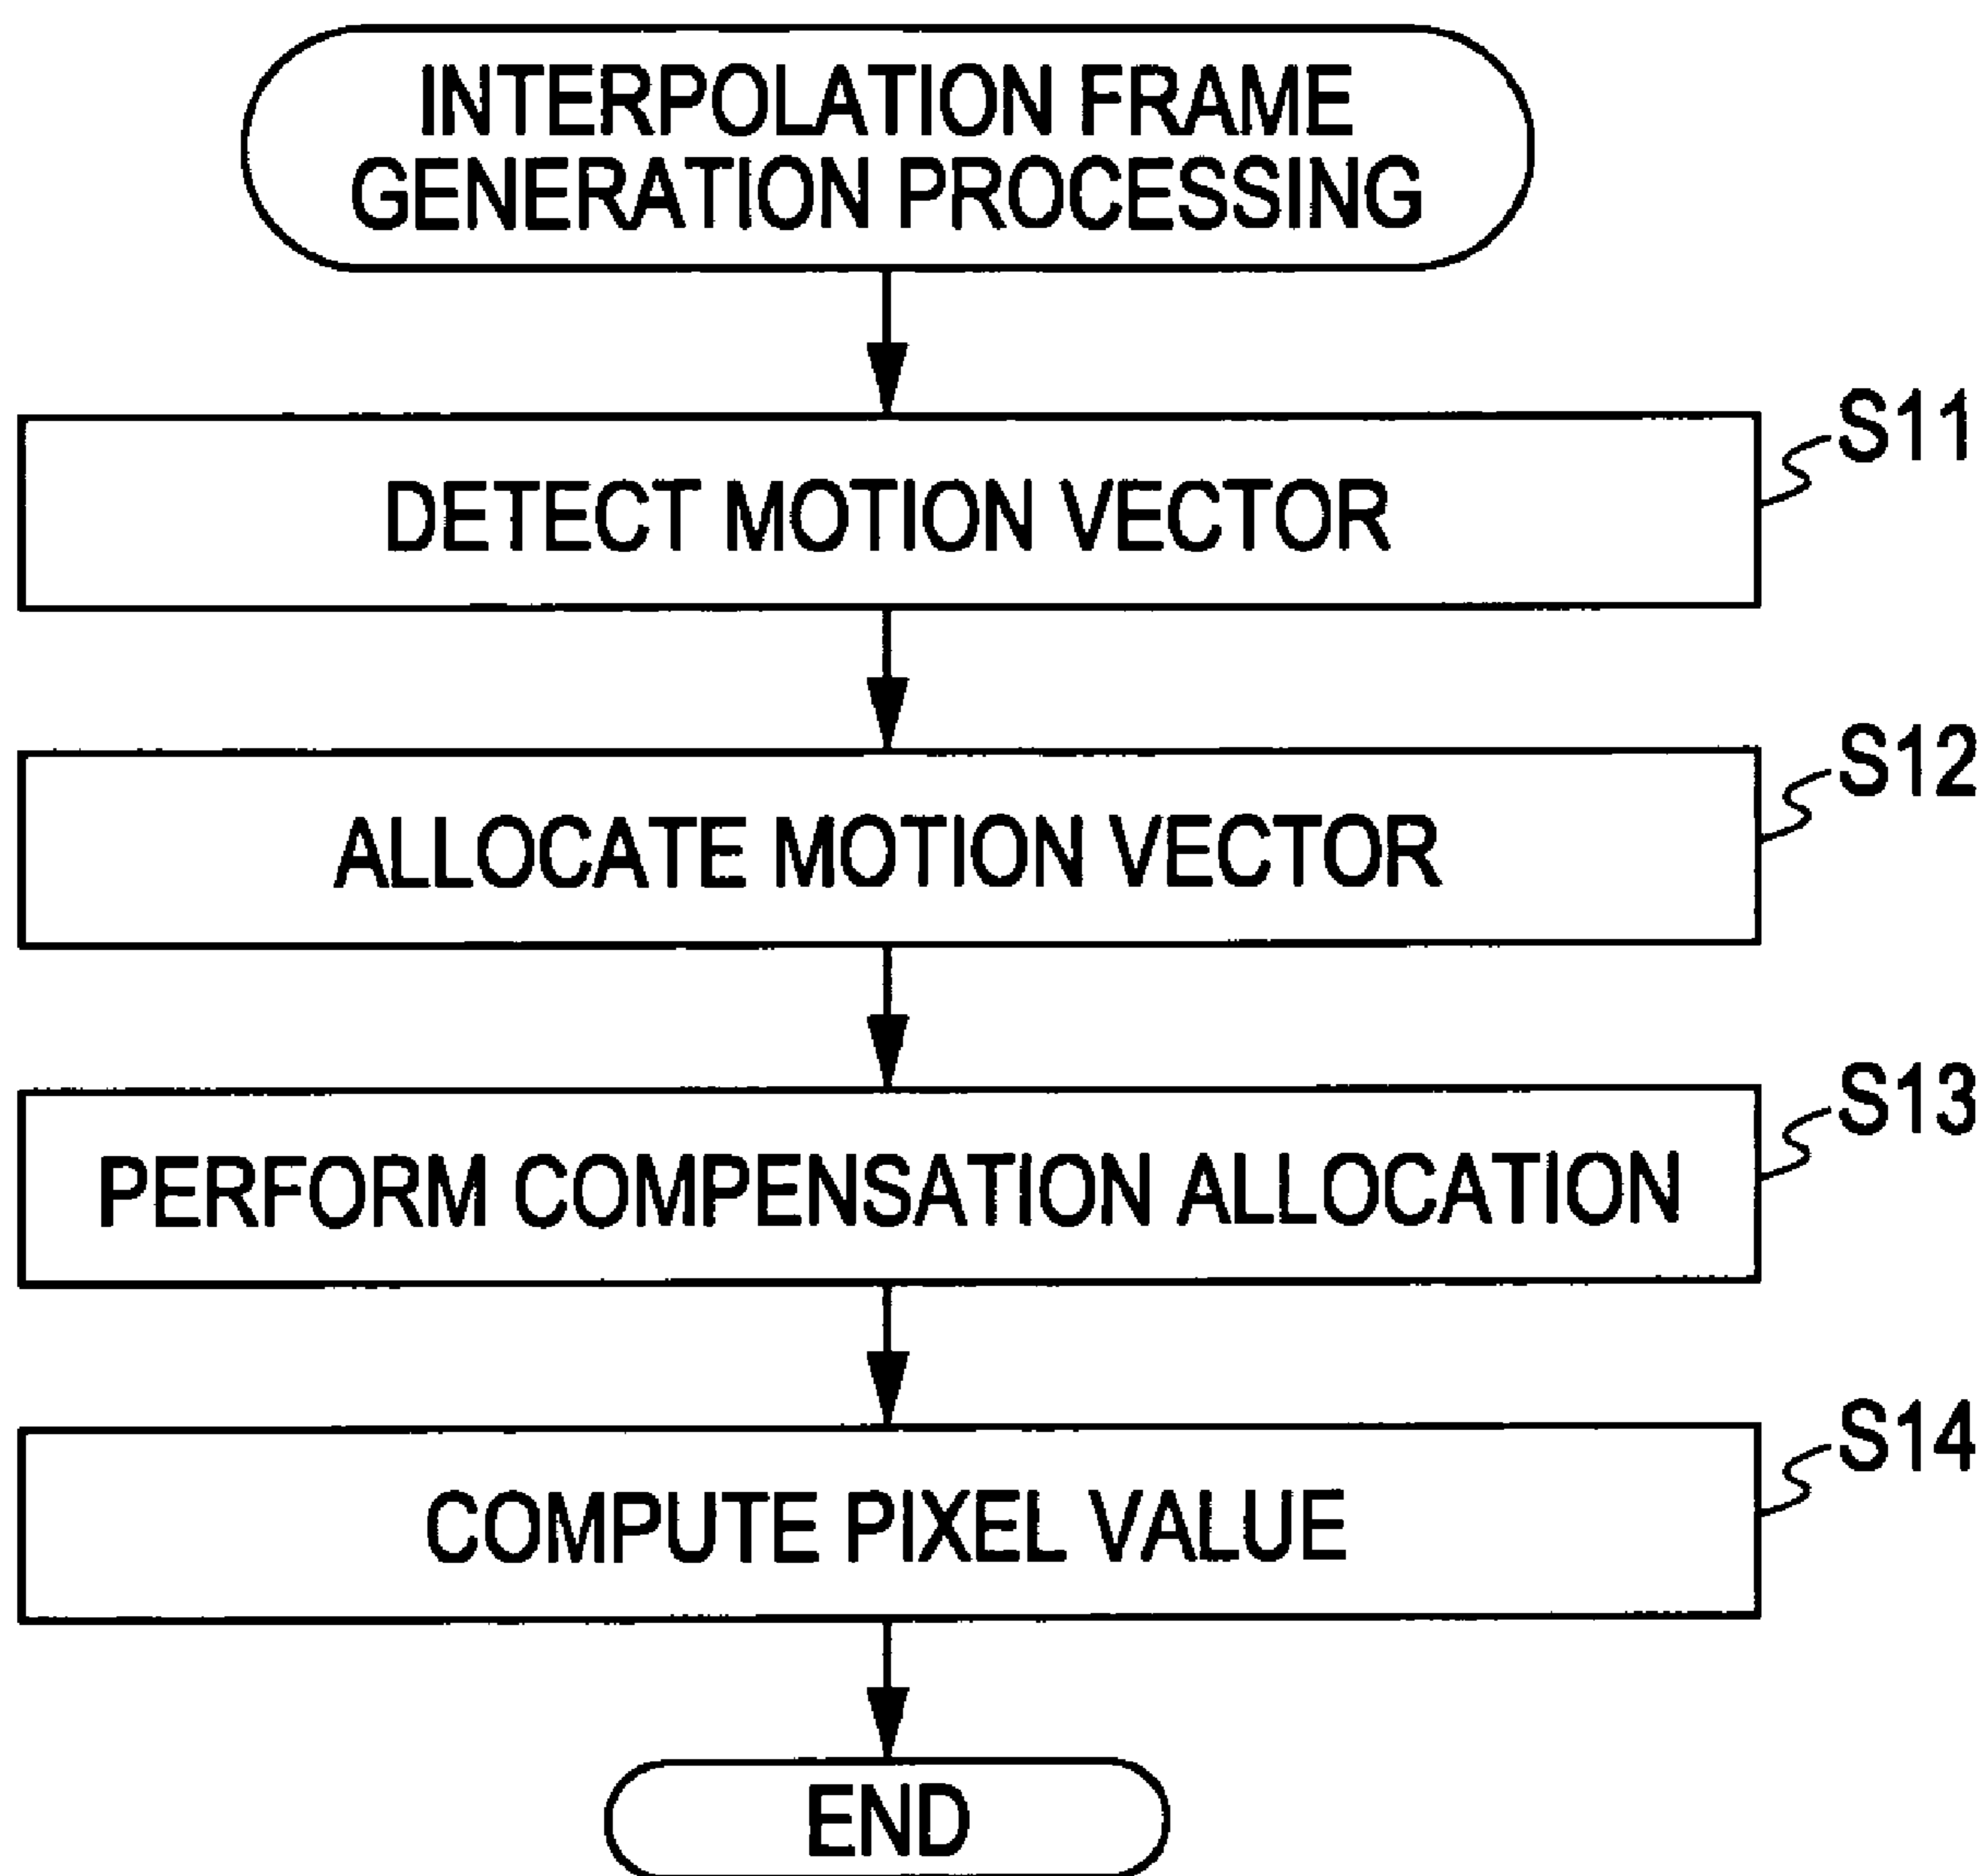 INTERPOLATION FRAME
GENERATION PROCESSING
S11
DETECT MOTION VECTOR
S12
ALLOCATE MOTION VECTOR
S13
PERFORM COMPENSATION ALLOCATION
S14
COMPUTE PIXEL VALUE
END